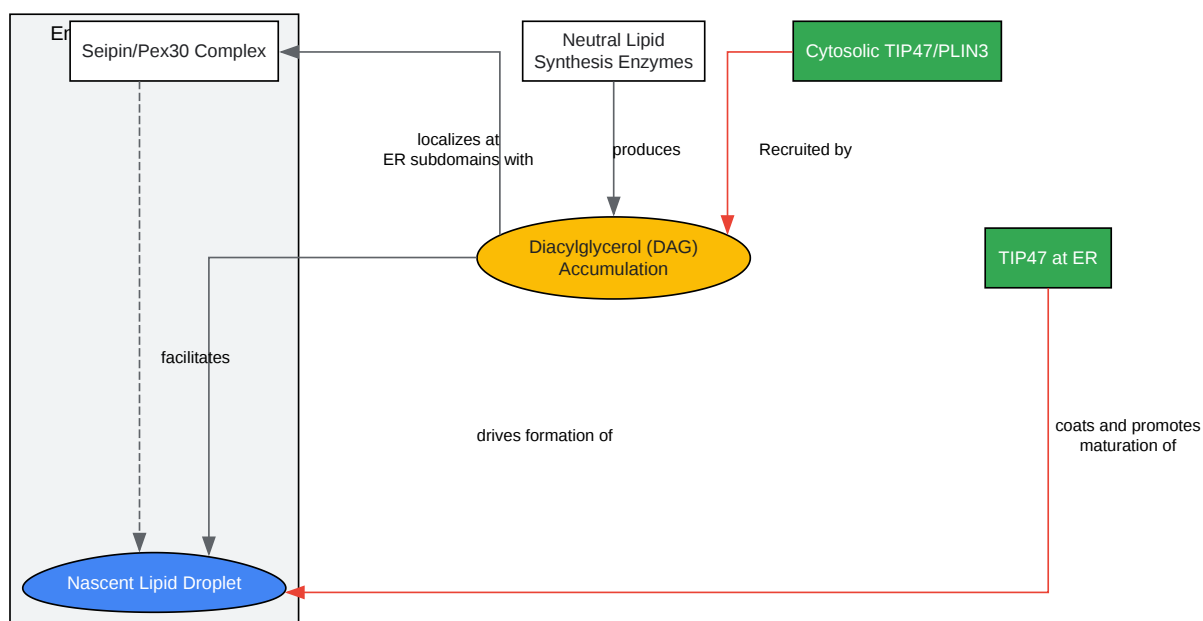 En
Seipin/Pex30 Complex
Neutral Lipid
Synthesis Enzymes
Cytosolic TIP47/PLIN3
localizes at
ER subdomains with
produces
Recruited by
Diacylglycerol (DAG)
Accumulation
TIP47 at ER
facilitates
drives formation of
coats and promotes
maturation of
Nascent Lipid Droplet